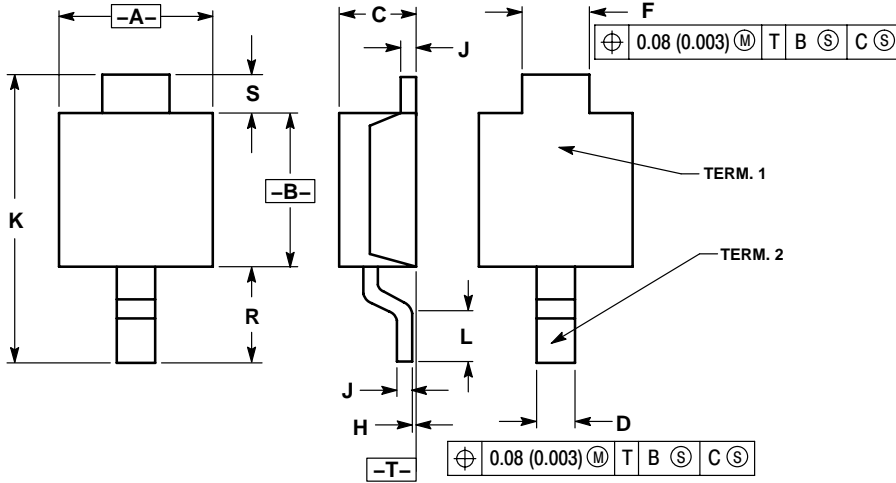 –A–
C
F
⌖ 0.08 (0.003) Ⓜ T B Ⓢ C Ⓢ
J
S
TERM. 1
–B–
K
TERM. 2
R
L
J
D
H
⌖ 0.08 (0.003) Ⓜ T B Ⓢ C Ⓢ
–T–